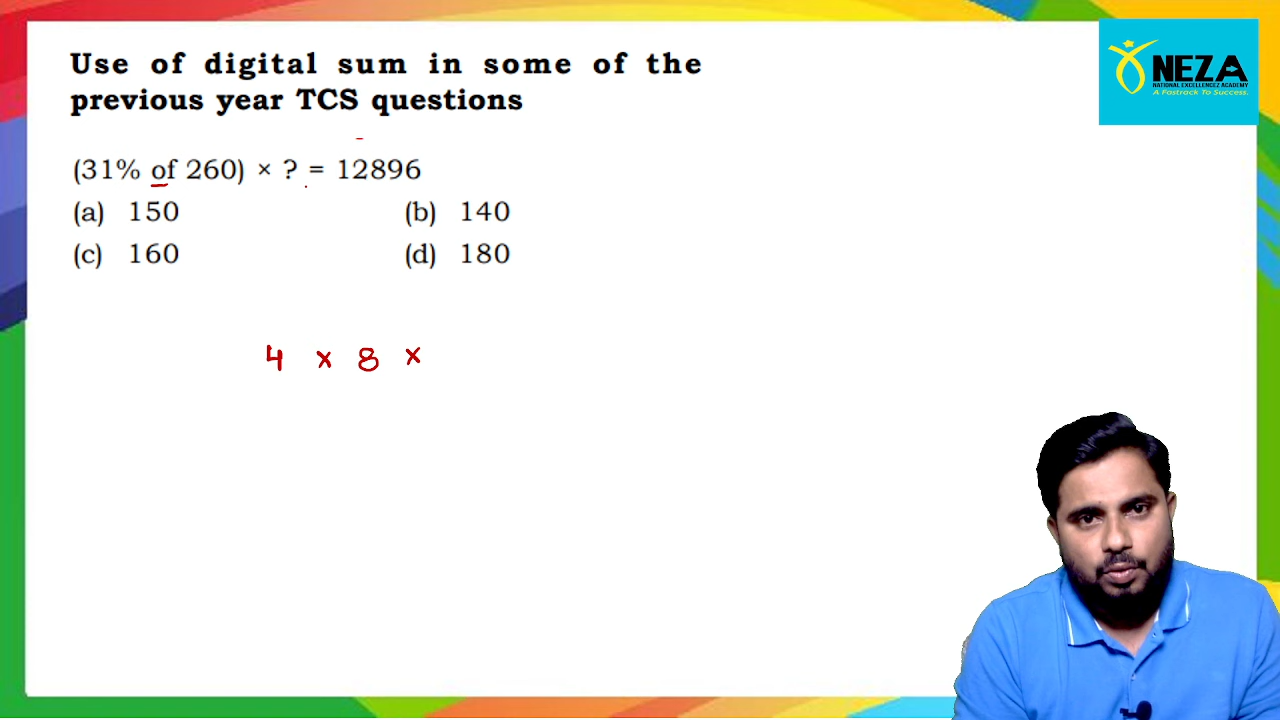 Use of digital sum in some of the
previous year TCS questions
NEZA
NATIONAL EXCELLENCEZ ACADEMY
A Fastrack To Success.
(31% of 260) × ? = 12896
(a) 150 (b) 140
(c) 160 (d) 180
4 × 8 ×